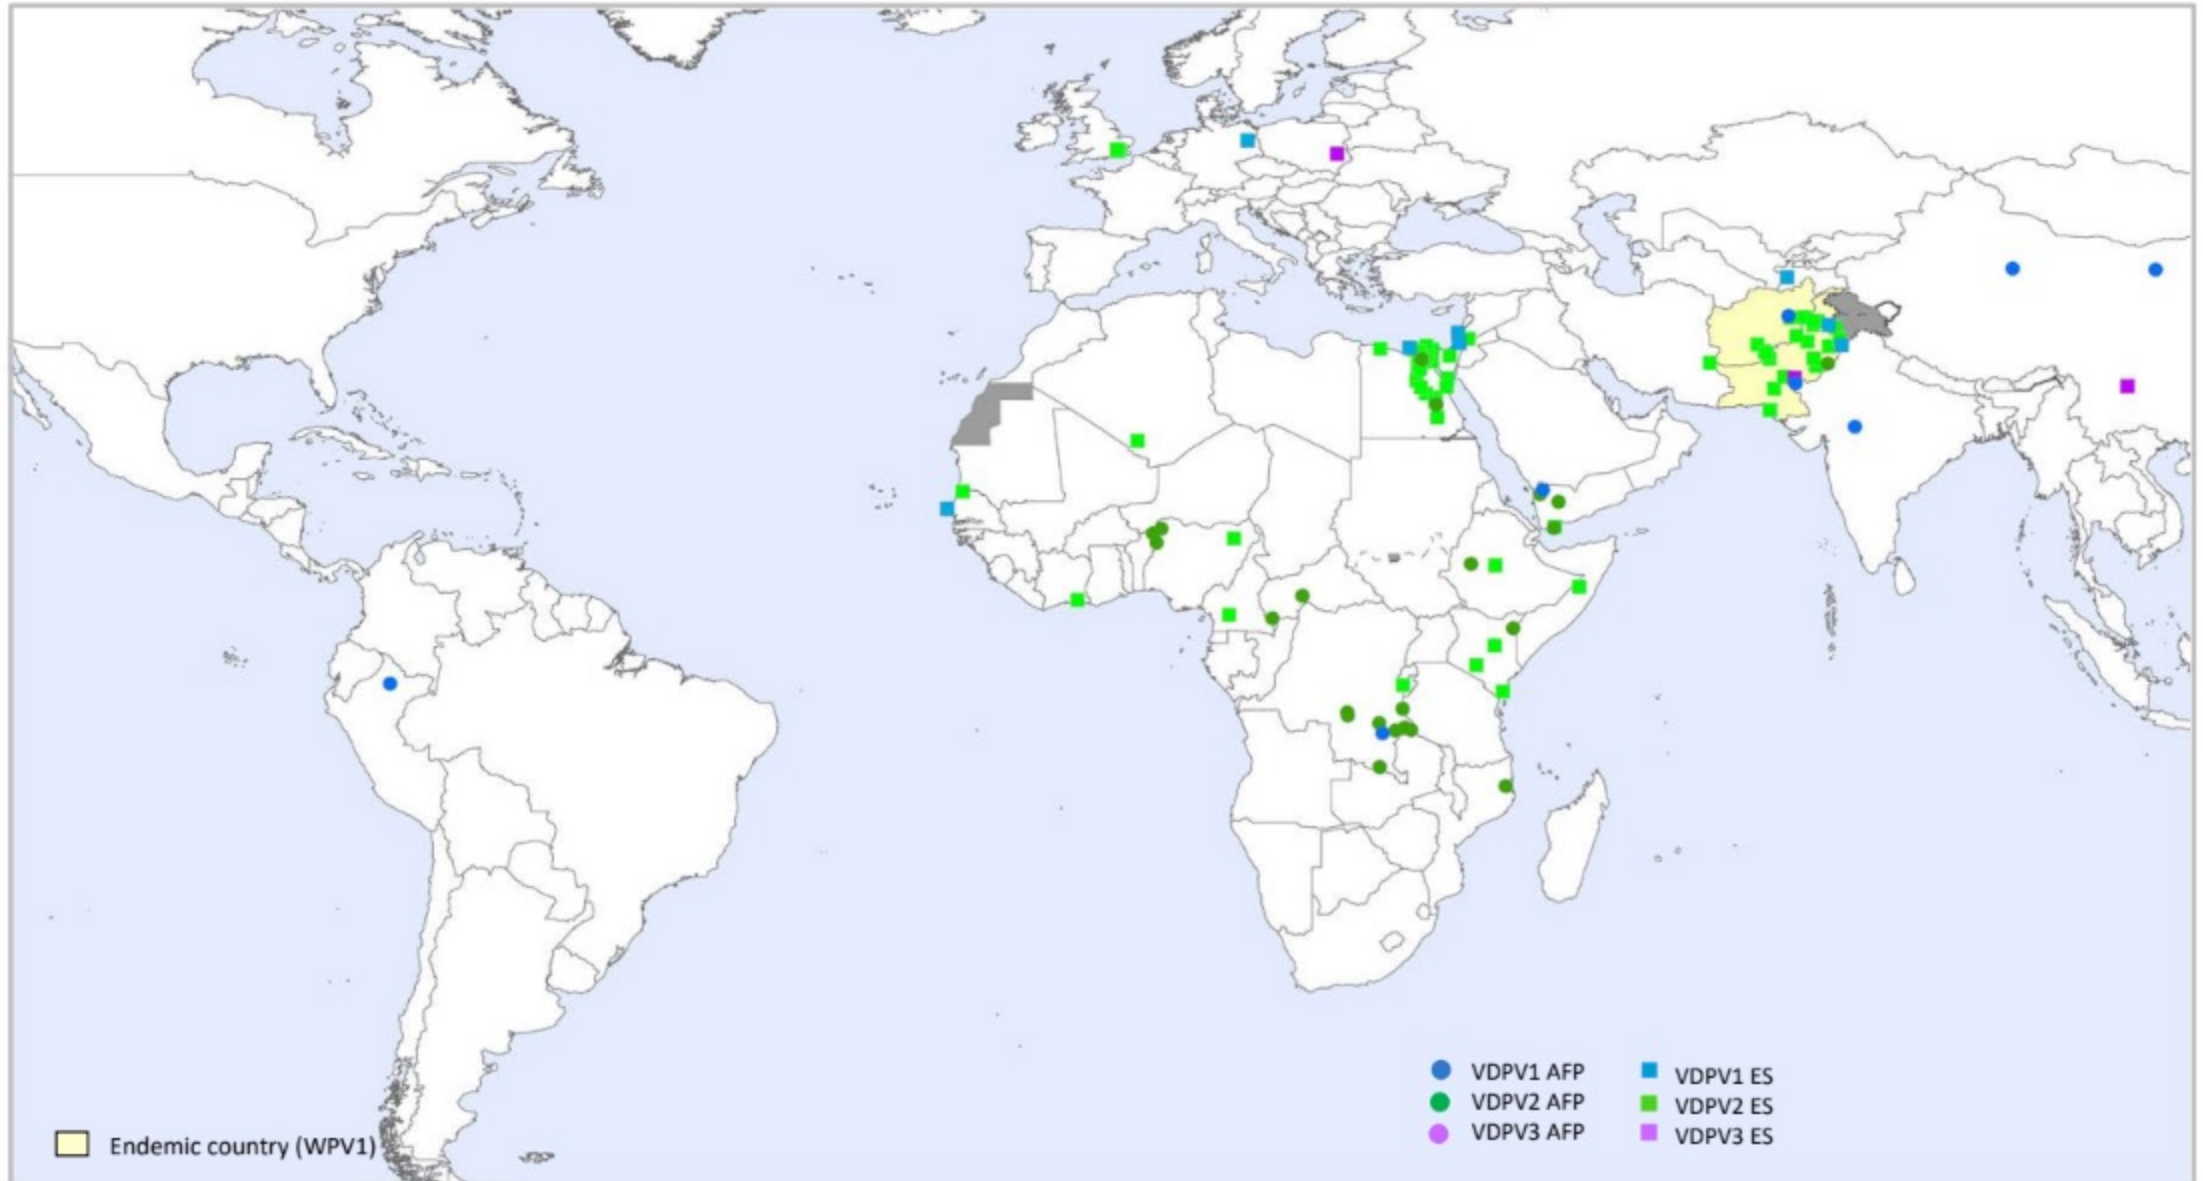 VDPV1 AFP VDPV1 ES
VDPV2 AFP VDPV2 ES
VDPV3 AFP VDPV3 ES
Endemic country (WPV1)